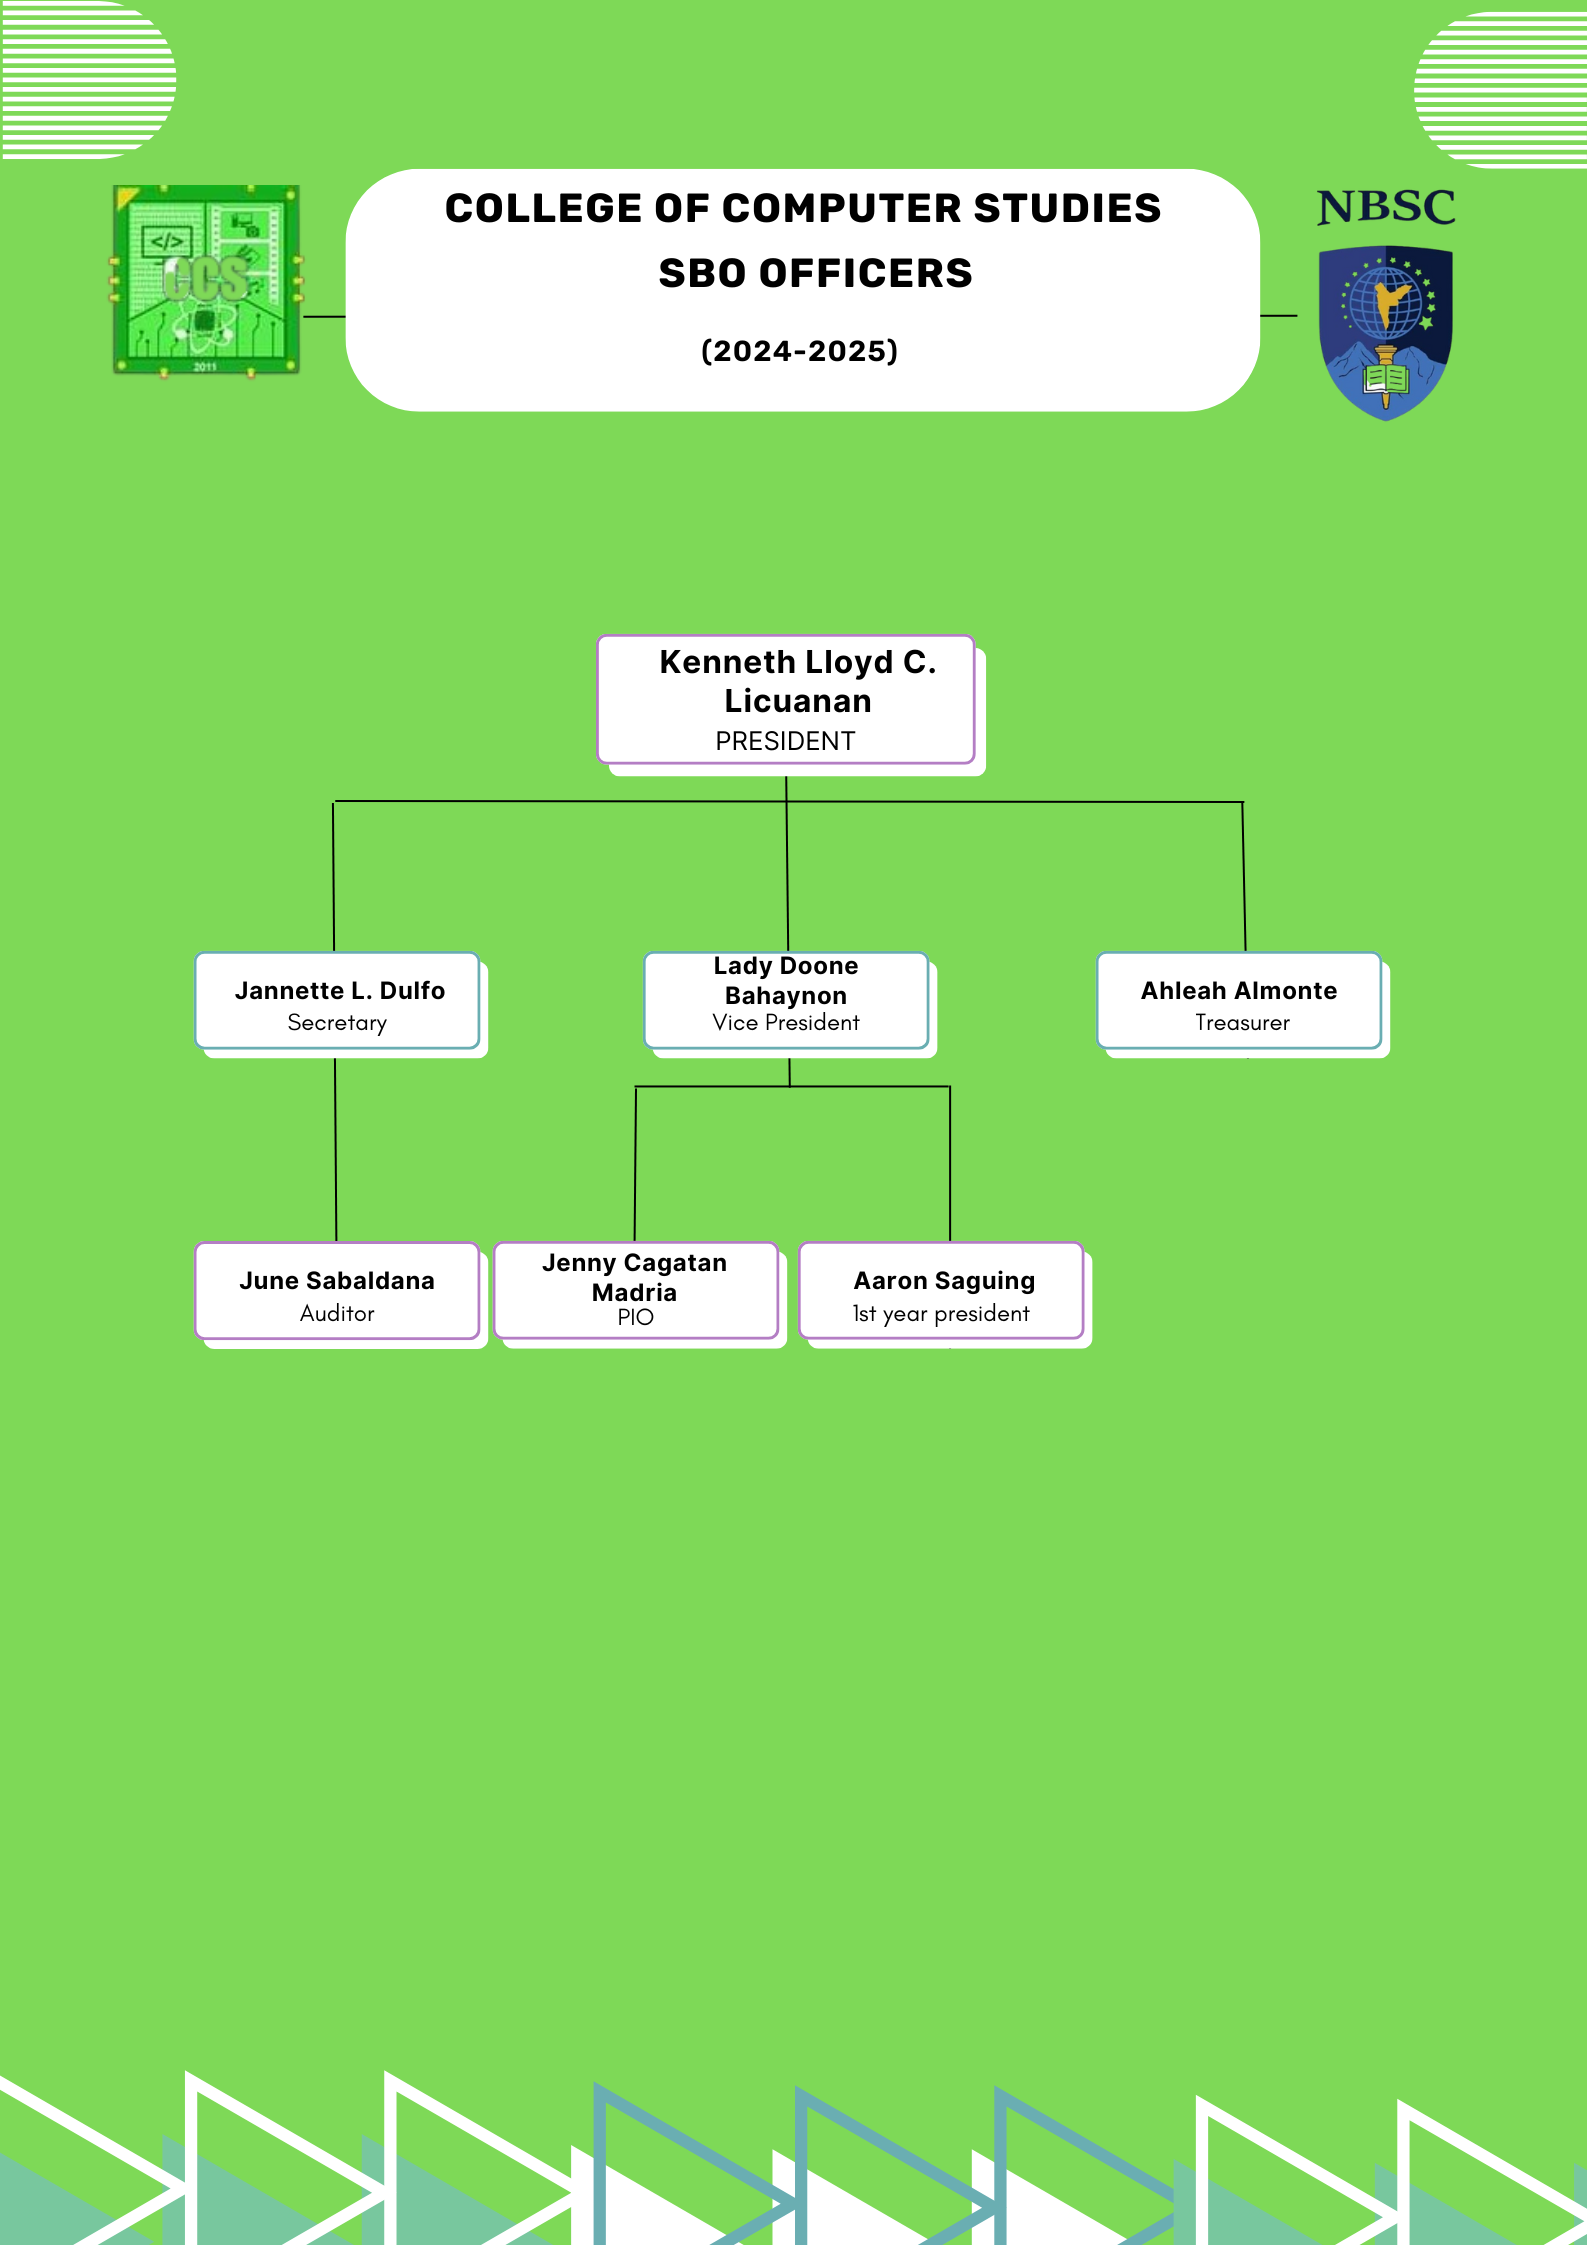 COLLEGE OF COMPUTER STUDIES
SBO OFFICERS
(2024-2025)
</>
CCS
2011
NBSC
Kenneth Lloyd C.
Licuanan
PRESIDENT
Jannette L. Dulfo
Secretary
Lady Doone
Bahaynon
Vice President
Ahleah Almonte
Treasurer
June Sabaldana
Auditor
Jenny Cagatan
Madria
PIO
Aaron Saguing
1st year president